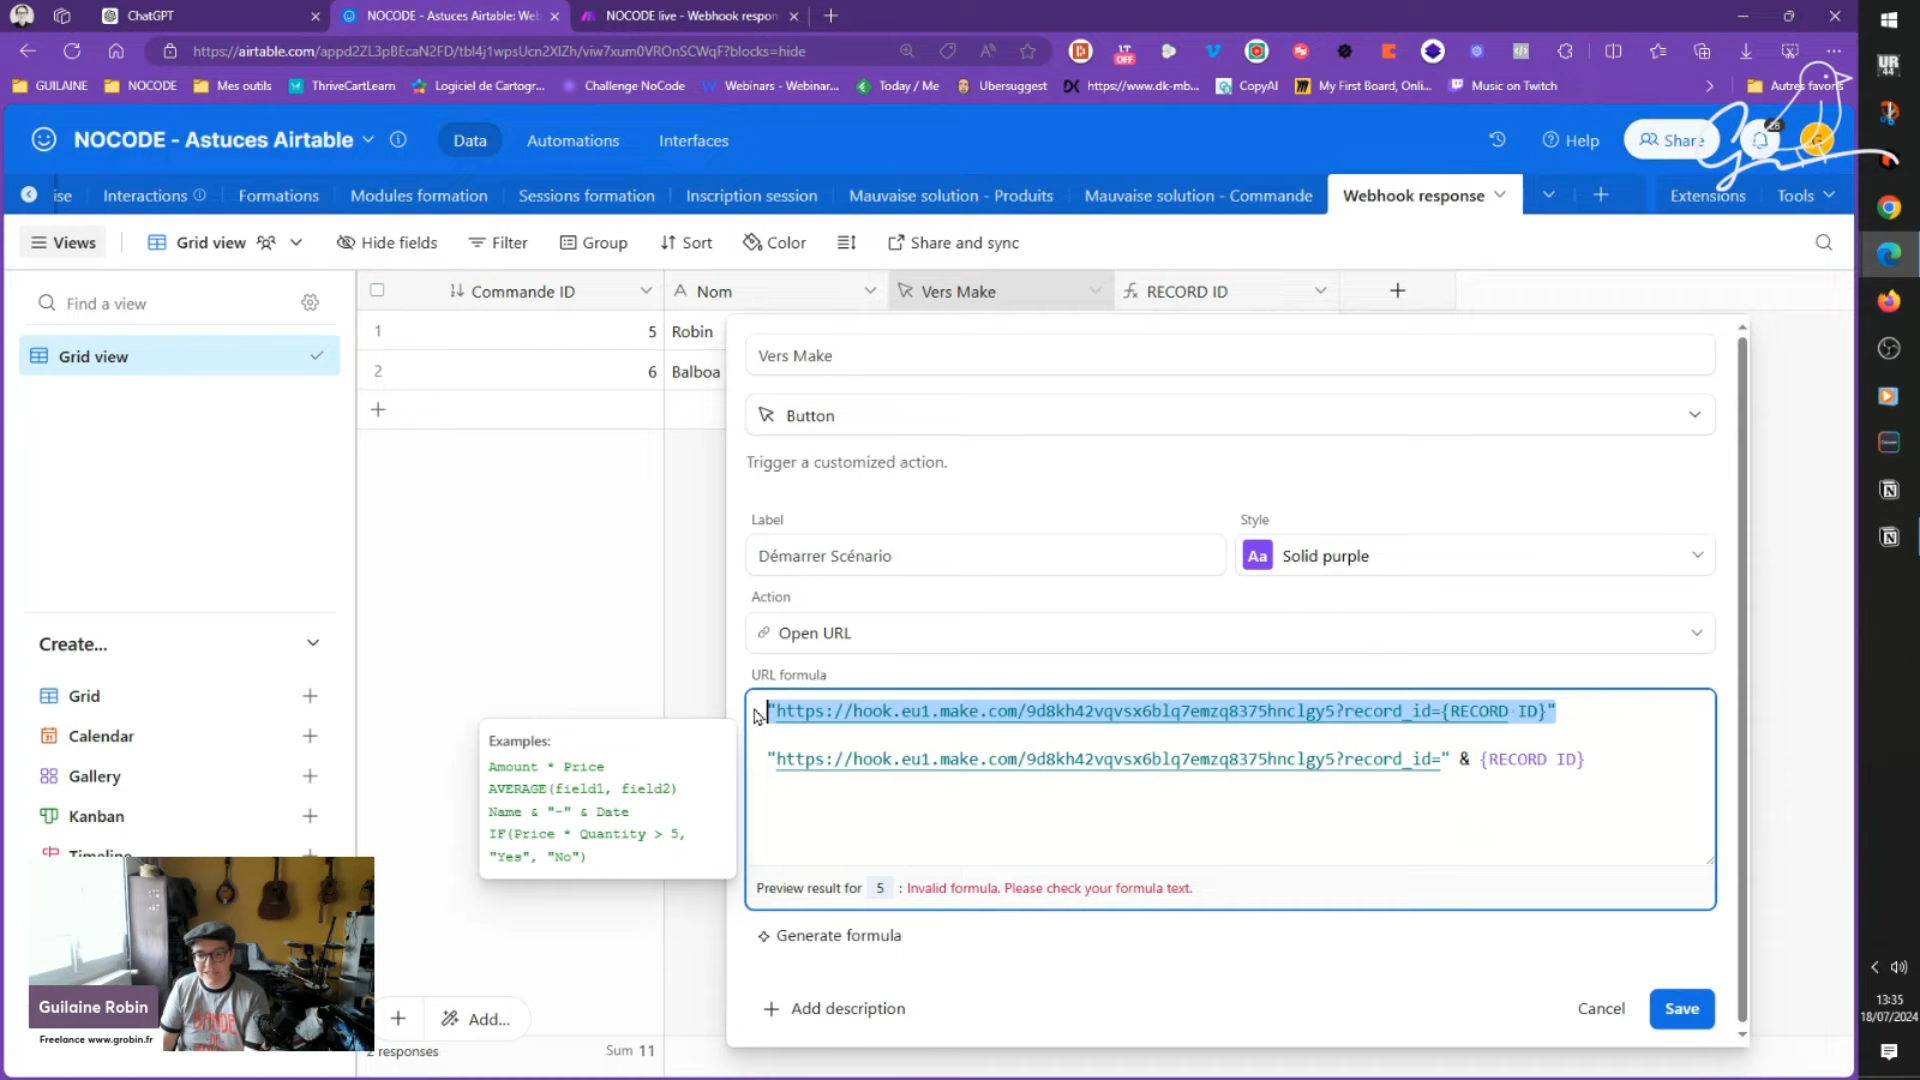 ChatGPT
NOCODE - Astuces Airtable: Web
NOCODE live - Webhook respon
https://airtable.com/appd2ZL3pBEcaN2FD/tbl4j1wpsUcn2XlZh/viw7xum0VROnSCWqF?blocks=hide
GUILAINE
NOCODE
Mes outils
ThriveCartLearn
Logiciel de Cartogr...
Challenge NoCode
Webinars - Webinar...
Today / Me
Ubersuggest
https://www.dk-mb...
CopyAI
My First Board, Onli...
Music on Twitch
Autres favoris
NOCODE - Astuces Airtable
Data
Automations
Interfaces
Help
Share
ise
Interactions
Formations
Modules formation
Sessions formation
Inscription session
Mauvaise solution - Produits
Mauvaise solution - Commande
Webhook response
Extensions
Tools
Views
Grid view
Hide fields
Filter
Group
Sort
Color
Share and sync
Find a view
Grid view
Commande ID
Nom
Vers Make
RECORD ID
1
5
Robin
2
6
Balboa
Vers Make
Button
Trigger a customized action.
Label
Style
Démarrer Scénario
Aa
Solid purple
Action
Open URL
URL formula
"https://hook.eu1.make.com/9d8kh42vqvsx6blq7emzq8375hnclgy5?record_id={RECORD ID}"
"https://hook.eu1.make.com/9d8kh42vqvsx6blq7emzq8375hnclgy5?record_id=" & {RECORD ID}
Examples:
Amount * Price
AVERAGE(field1, field2)
Name & "-" & Date
IF(Price * Quantity > 5,
"Yes", "No")
Preview result for 5 : Invalid formula. Please check your formula text.
Generate formula
Add description
Cancel
Save
Create...
Grid
Calendar
Gallery
Kanban
Timeline
Guilaine Robin
Freelance www.grobin.fr
Add...
2 responses
Sum 11
13:35
18/07/2024